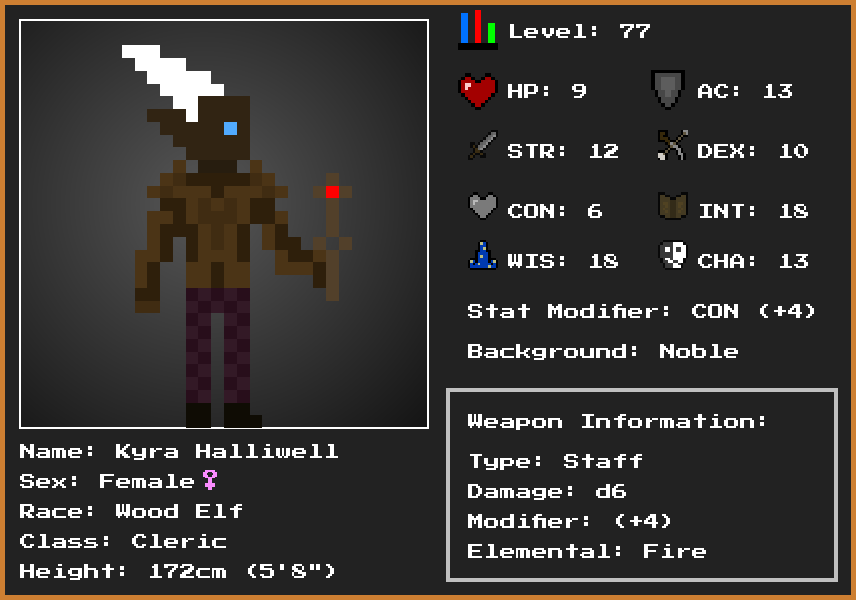 Level: 77
HP: 9
AC: 13
STR: 12
DEX: 10
CON: 6
INT: 18
WIS: 18
CHA: 13
Stat Modifier: CON (+4)
Background: Noble
Weapon Information:
Type: Staff
Damage: d6
Modifier: (+4)
Elemental: Fire
Name: Kyra Halliwell
Sex: Female♀
Race: Wood Elf
Class: Cleric
Height: 172cm (5'8")